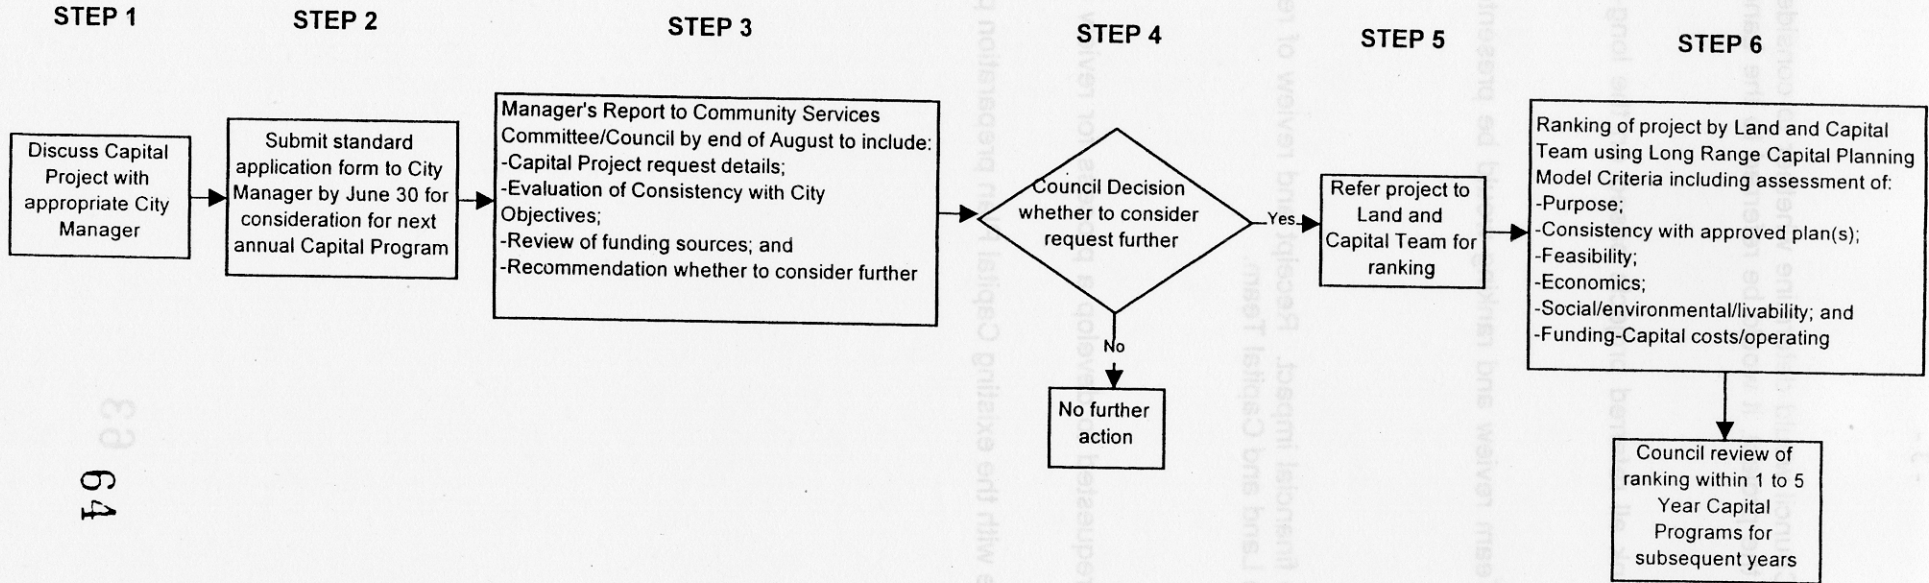 STEP 1
STEP 2
STEP 3
STEP 4
STEP 5
STEP 6
Discuss Capital
Project with
appropriate City
Manager
Submit standard
application form to City
Manager by June 30 for
consideration for next
annual Capital Program
Manager's Report to Community Services
Committee/Council by end of August to include:
-Capital Project request details;
-Evaluation of Consistency with City
Objectives;
-Review of funding sources; and
-Recommendation whether to consider further
Council Decision
whether to consider
request further
Yes
No
No further
action
Refer project to
Land and
Capital Team for
ranking
Ranking of project by Land and Capital
Team using Long Range Capital Planning
Model Criteria including assessment of:
-Purpose;
-Consistency with approved plan(s);
-Feasibility;
-Economics;
-Social/environmental/livability; and
-Funding-Capital costs/operating
Council review of
ranking within 1 to 5
Year Capital
Programs for
subsequent years
63
64